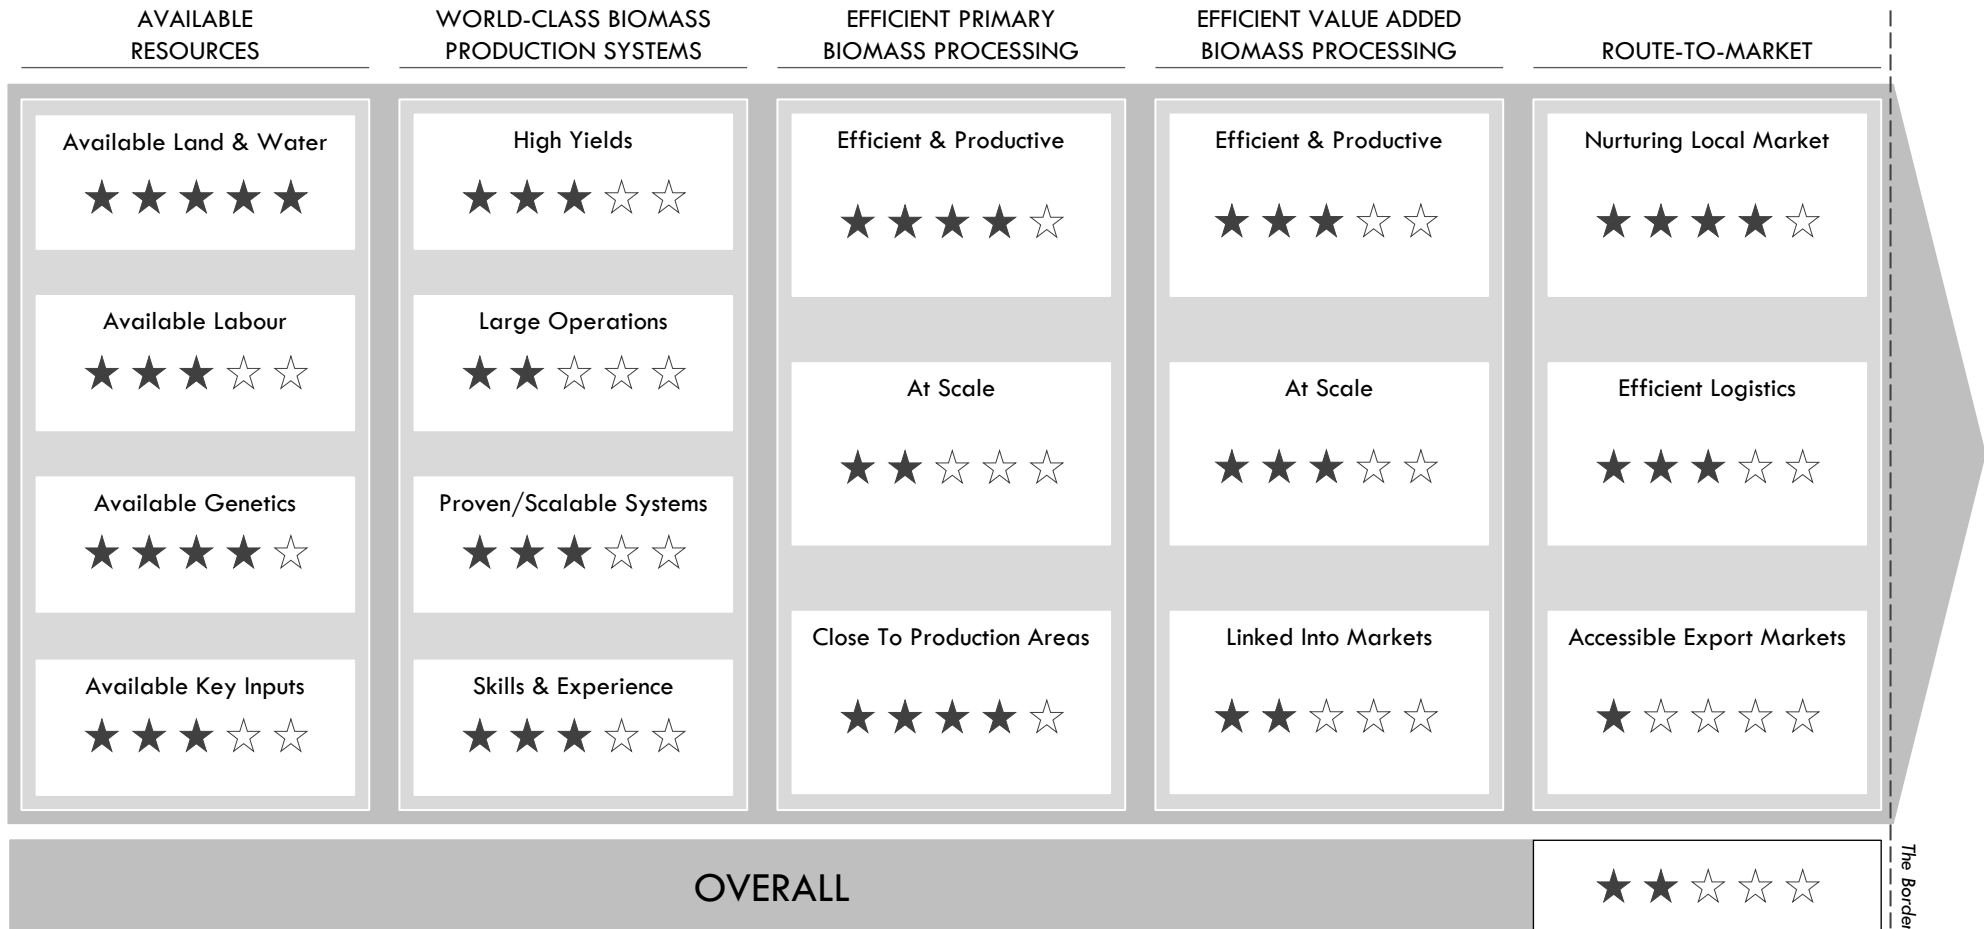 AVAILABLE
RESOURCES
WORLD-CLASS BIOMASS
PRODUCTION SYSTEMS
EFFICIENT PRIMARY
BIOMASS PROCESSING
EFFICIENT VALUE ADDED
BIOMASS PROCESSING
ROUTE-TO-MARKET
Available Land & Water
★ ★ ★ ★ ★
Available Labour
★ ★ ★ ☆ ☆
Available Genetics
★ ★ ★ ★ ☆
Available Key Inputs
★ ★ ★ ☆ ☆
High Yields
★ ★ ★ ☆ ☆
Large Operations
★ ★ ☆ ☆ ☆
Proven/Scalable Systems
★ ★ ★ ☆ ☆
Skills & Experience
★ ★ ★ ☆ ☆
Efficient & Productive
★ ★ ★ ★ ☆
At Scale
★ ★ ☆ ☆ ☆
Close To Production Areas
★ ★ ★ ★ ☆
Efficient & Productive
★ ★ ★ ☆ ☆
At Scale
★ ★ ★ ☆ ☆
Linked Into Markets
★ ★ ☆ ☆ ☆
Nurturing Local Market
★ ★ ★ ★ ☆
Efficient Logistics
★ ★ ★ ☆ ☆
Accessible Export Markets
★ ☆ ☆ ☆ ☆
OVERALL
★ ★ ☆ ☆ ☆
The Border